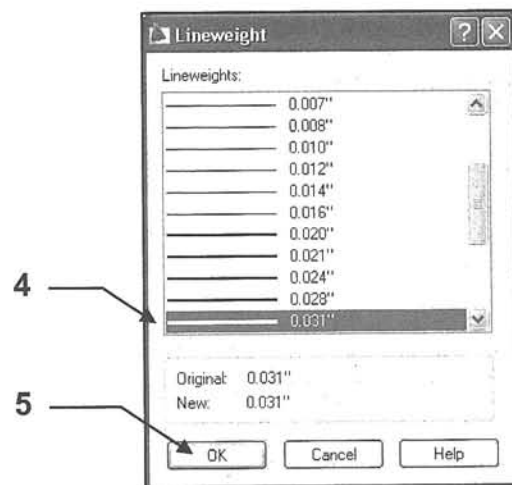 Lineweight
Lineweights:
0.007"
0.008"
0.010"
0.012"
0.014"
0.016"
0.020"
0.021"
0.024"
0.028"
4
0.031"
Original: 0.031"
New: 0.031"
5
OK Cancel Help